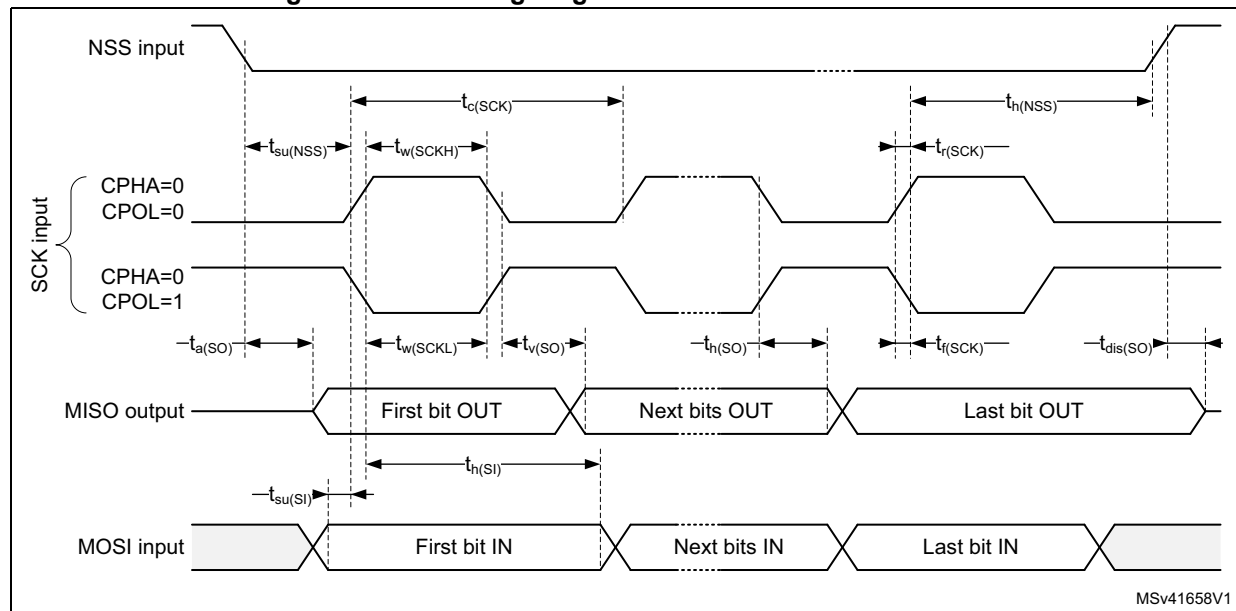 NSS input
tc(SCK)
th(NSS)
tsu(NSS)
tw(SCKH)
tr(SCK)
SCK input
CPHA=0
CPOL=0
CPHA=0
CPOL=1
ta(SO)
tw(SCKL)
tv(SO)
th(SO)
tf(SCK)
tdis(SO)
MISO output
First bit OUT
Next bits OUT
Last bit OUT
th(SI)
tsu(SI)
MOSI input
First bit IN
Next bits IN
Last bit IN
MSv41658V1